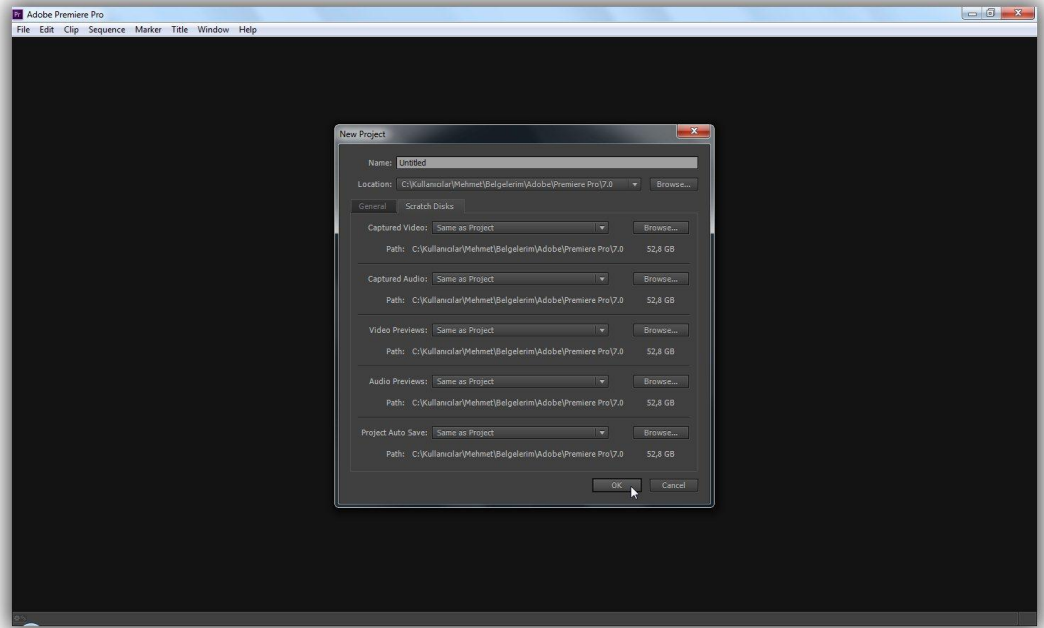 Adobe Premiere Pro
File Edit Clip Sequence Marker Title Window Help
New Project
Name: Untitled
Location: C:\Kullanıcılar\Mehmet\Belgelerim\Adobe\Premiere Pro\7.0 Browse...
General Scratch Disks
Captured Video: Same as Project Browse...
Path: C:\Kullanıcılar\Mehmet\Belgelerim\Adobe\Premiere Pro\7.0 52,8 GB
Captured Audio: Same as Project Browse...
Path: C:\Kullanıcılar\Mehmet\Belgelerim\Adobe\Premiere Pro\7.0 52,8 GB
Video Previews: Same as Project Browse...
Path: C:\Kullanıcılar\Mehmet\Belgelerim\Adobe\Premiere Pro\7.0 52,8 GB
Audio Previews: Same as Project Browse...
Path: C:\Kullanıcılar\Mehmet\Belgelerim\Adobe\Premiere Pro\7.0 52,8 GB
Project Auto Save: Same as Project Browse...
Path: C:\Kullanıcılar\Mehmet\Belgelerim\Adobe\Premiere Pro\7.0 52,8 GB
OK Cancel